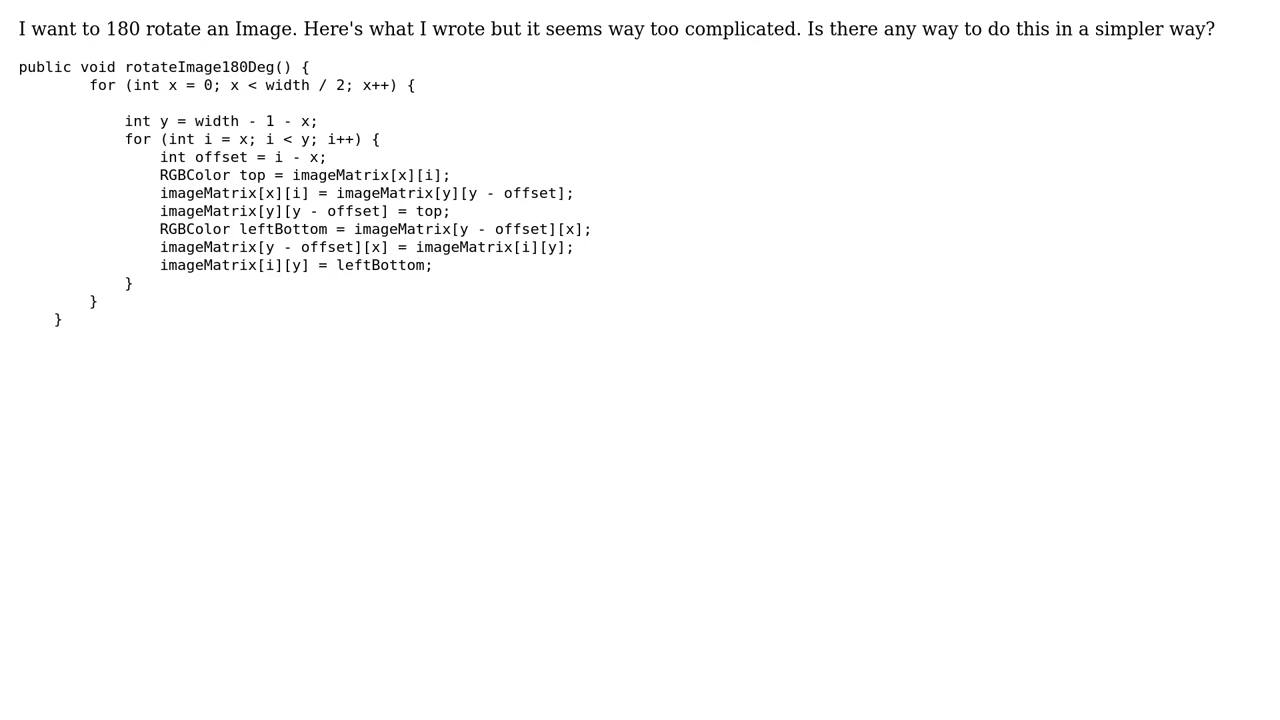 I want to 180 rotate an Image. Here's what I wrote but it seems way too complicated. Is there any way to do this in a simpler way?
public void rotateImage180Deg() {
        for (int x = 0; x < width / 2; x++) {

            int y = width - 1 - x;
            for (int i = x; i < y; i++) {
                int offset = i - x;
                RGBColor top = imageMatrix[x][i];
                imageMatrix[x][i] = imageMatrix[y][y - offset];
                imageMatrix[y][y - offset] = top;
                RGBColor leftBottom = imageMatrix[y - offset][x];
                imageMatrix[y - offset][x] = imageMatrix[i][y];
                imageMatrix[i][y] = leftBottom;
            }
        }
    }